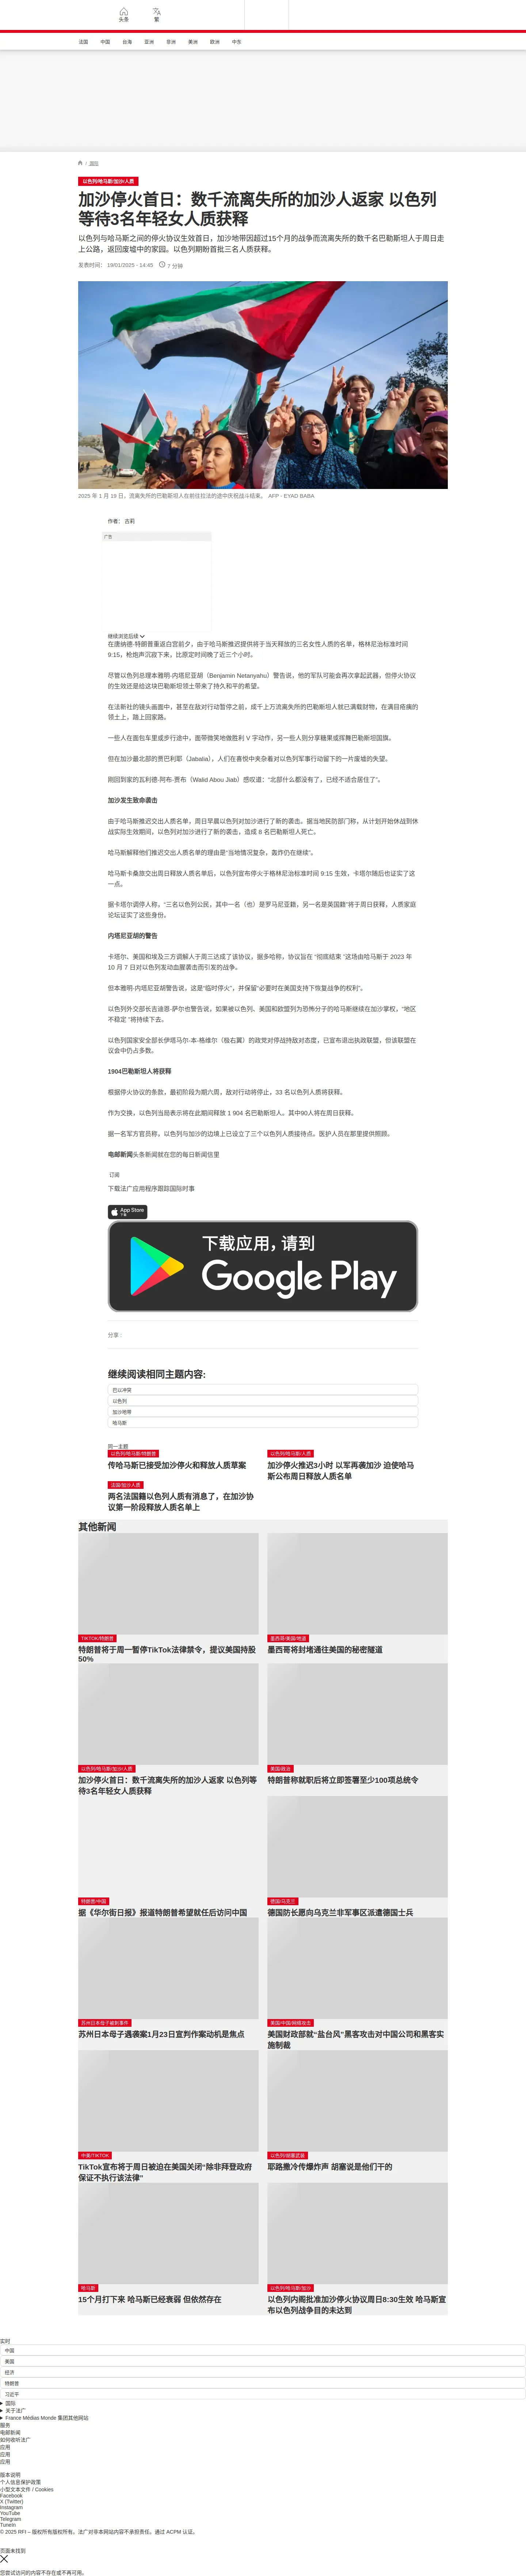 头条
繁
法国 中国 台海 亚洲 非洲 美洲 欧洲 中东
/ 国际
以色列/哈马斯/加沙/人质
加沙停火首日：数千流离失所的加沙人返家 以色列
等待3名年轻女人质获释
以色列与哈马斯之间的停火协议生效首日，加沙地带因超过15个月的战争而流离失所的数千名巴勒斯坦人于周日走
上公路，返回废墟中的家园。以色列期盼首批三名人质获释。
发表时间： 19/01/2025 - 14:45 7 分钟
2025 年 1 月 19 日，流离失所的巴勒斯坦人在前往拉法的途中庆祝战斗结束。 AFP - EYAD BABA
作者： 古莉
广告
继续浏览后续
在唐纳德-特朗普重返白宫前夕，由于哈马斯推迟提供将于当天释放的三名女性人质的名单，格林尼治标准时间
9:15，枪炮声沉寂下来，比原定时间晚了近三个小时。
尽管以色列总理本雅明-内塔尼亚胡（Benjamin Netanyahu）警告说，他的军队可能会再次拿起武器，但停火协议
的生效还是给这块巴勒斯坦领土带来了持久和平的希望。
在法新社的镜头画面中，甚至在敌对行动暂停之前，成千上万流离失所的巴勒斯坦人就已满载财物，在满目疮痍的
领土上，踏上回家路。
一些人在面包车里或步行途中，面带微笑地做胜利 V 字动作，另一些人则分享糖果或挥舞巴勒斯坦国旗。
但在加沙最北部的贾巴利耶（Jabalia），人们在喜悦中夹杂着对以色列军事行动留下的一片废墟的失望。
刚回到家的瓦利德-阿布-贾布（Walid Abou Jiab）感叹道：“北部什么都没有了，已经不适合居住了”。
加沙发生致命袭击
由于哈马斯推迟交出人质名单，周日早晨以色列对加沙进行了新的袭击。据当地民防部门称，从计划开始休战到休
战实际生效期间，以色列对加沙进行了新的袭击，造成 8 名巴勒斯坦人死亡。
哈马斯解释他们推迟交出人质名单的理由是“当地情况复杂，轰炸仍在继续”。
哈马斯卡桑旅交出周日释放人质名单后，以色列宣布停火于格林尼治标准时间 9:15 生效，卡塔尔随后也证实了这
一点。
据卡塔尔调停人称，“三名以色列公民，其中一名（也）是罗马尼亚籍，另一名是英国籍”将于周日获释，人质家庭
论坛证实了这些身份。
内塔尼亚胡的警告
卡塔尔、美国和埃及三方调解人于周三达成了该协议，据多哈称，协议旨在 “彻底结束 ”这场由哈马斯于 2023 年
10 月 7 日对以色列发动血腥袭击而引发的战争。
但本雅明-内塔尼亚胡警告说，这是“临时停火”，并保留“必要时在美国支持下恢复战争的权利”。
以色列外交部长吉迪恩-萨尔也警告说，如果被以色列、美国和欧盟列为恐怖分子的哈马斯继续在加沙掌权，“地区
不稳定 ”将持续下去。
以色列国家安全部长伊塔马尔-本-格维尔（极右翼）的政党对停战持敌对态度，已宣布退出执政联盟，但该联盟在
议会中仍占多数。
1904巴勒斯坦人将获释
根据停火协议的条款，最初阶段为期六周，敌对行动将停止，33 名以色列人质将获释。
作为交换，以色列当局表示将在此期间释放 1 904 名巴勒斯坦人。其中90人将在周日获释。
据一名军方官员称，以色列与加沙的边境上已设立了三个以色列人质接待点。医护人员在那里提供照顾。
电邮新闻头条新闻就在您的每日新闻信里
订阅
下载法广应用程序跟踪国际时事
App Store
下载
下载应用，请到
Google Play
分享 :
继续阅读相同主题内容:
巴以冲突
以色列
加沙地带
哈马斯
同一主题
以色列/哈马斯/特朗普
传哈马斯已接受加沙停火和释放人质草案
以色列/哈马斯/人质
加沙停火推迟3小时 以军再袭加沙 迫使哈马
斯公布周日释放人质名单
法国/加沙人质
两名法国籍以色列人质有消息了，在加沙协
议第一阶段释放人质名单上
其他新闻
TIKTOK/特朗普
特朗普将于周一暂停TikTok法律禁令，提议美国持股
50%
墨西哥/美国/地道
墨西哥将封堵通往美国的秘密隧道
以色列/哈马斯/加沙/人质
加沙停火首日：数千流离失所的加沙人返家 以色列等
待3名年轻女人质获释
美国/政治
特朗普称就职后将立即签署至少100项总统令
特朗普/中国
据《华尔街日报》报道特朗普希望就任后访问中国
德国/乌克兰
德国防长愿向乌克兰非军事区派遣德国士兵
苏州日本母子被刺事件
苏州日本母子遇袭案1月23日宣判作案动机是焦点
美国/中国/网络攻击
美国财政部就“盐台风”黑客攻击对中国公司和黑客实
施制裁
中美/TIKTOK
TikTok宣布将于周日被迫在美国关闭“除非拜登政府
保证不执行该法律”
以色列/胡塞武装
耶路撒冷传爆炸声 胡塞说是他们干的
哈马斯
15个月打下来 哈马斯已经衰弱 但依然存在
以色列/哈马斯/加沙
以色列内阁批准加沙停火协议周日8:30生效 哈马斯宣
布以色列战争目的未达到
实时
中国
美国
经济
特朗普
习近平
国际
关于法广
France Médias Monde 集团其他网站
服务
电邮新闻
如何收听法广
应用
应用
应用
版本说明
个人信息保护政策
小型文本文件 / Cookies
Facebook
X (Twitter)
Instagram
YouTube
Telegram
TuneIn
© 2025 RFI – 版权所有版权所有。法广对非本网站内容不承担责任。通过 ACPM 认证。
页面未找到
您尝试访问的内容不存在或不再可用。